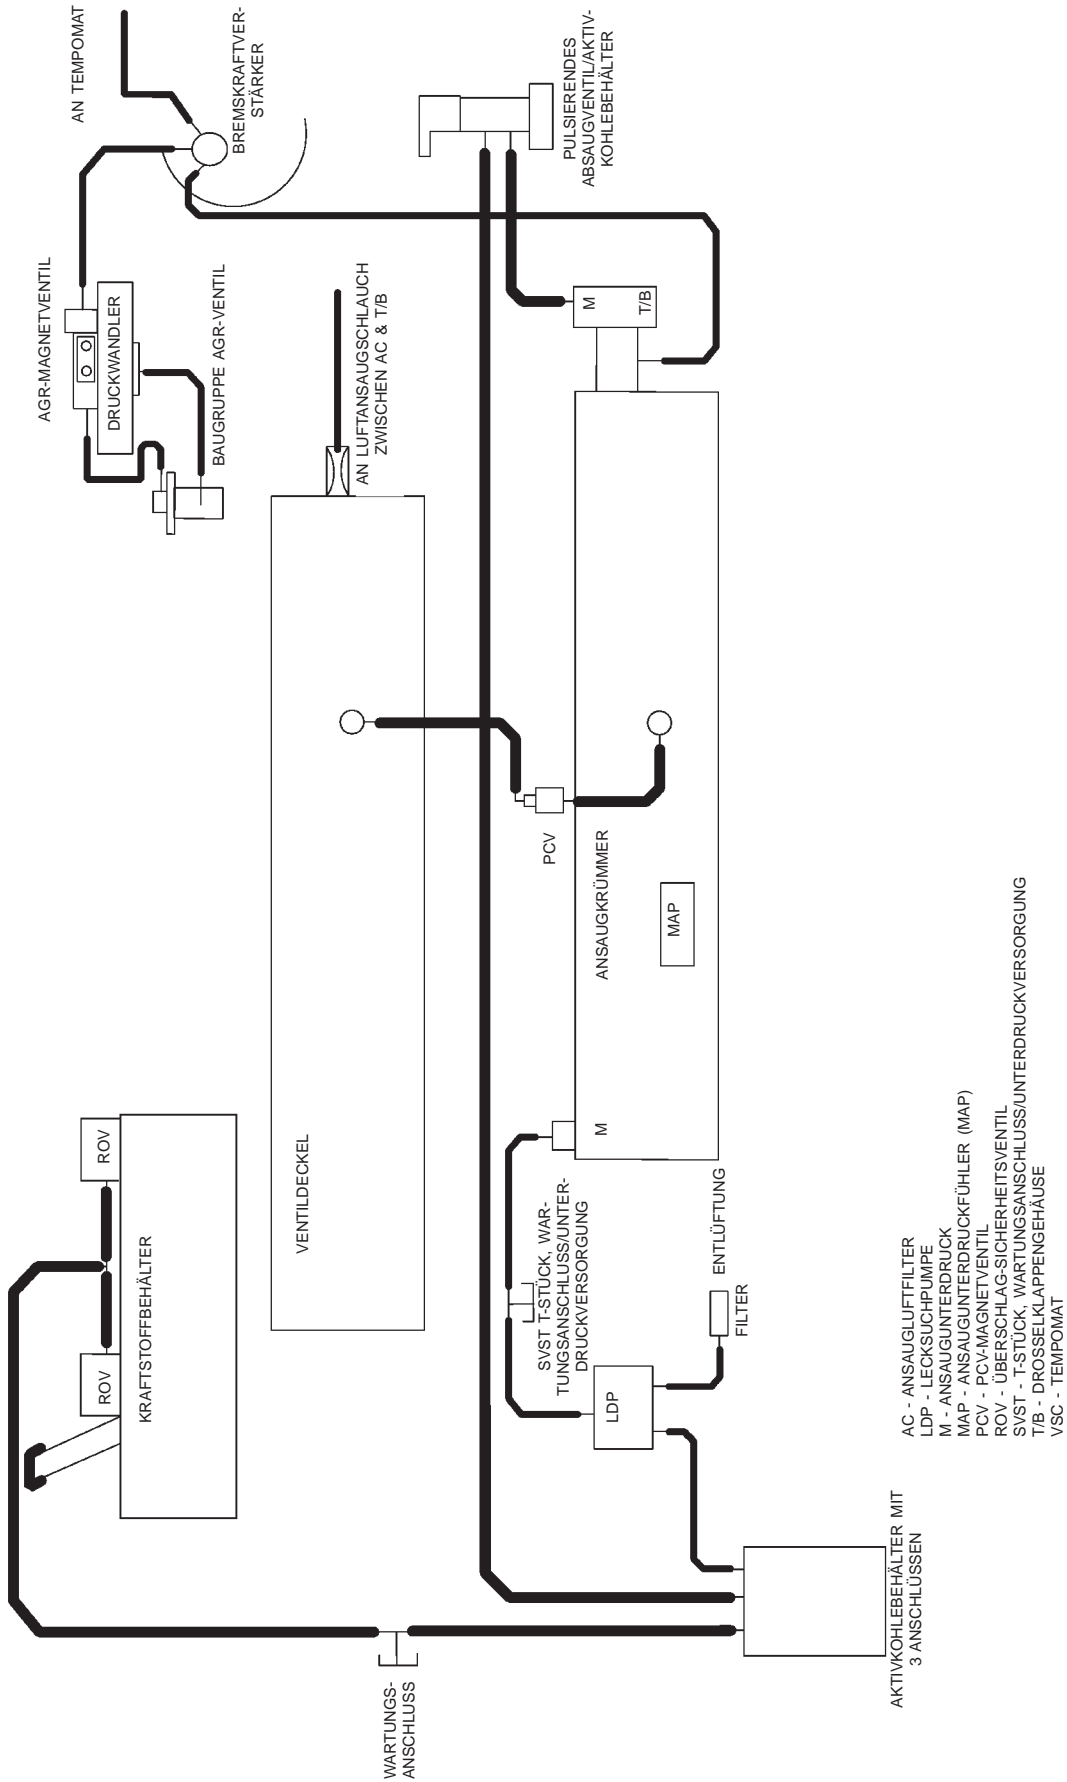 WARTUNGS-
ANSCHLUSS
ROV
ROV
KRAFTSTOFFBEHÄLTER
VENTILDECKEL
AGR-MAGNETVENTIL
DRUCKWANDLER
BAUGRUPPE AGR-VENTIL
AN TEMPOMAT
BREMSKRAFTVER-
STÄRKER
AN LUFTANSAUGSCHLAUCH
ZWISCHEN AC & T/B
PULSIERENDES
ABSAUGVENTIL/AKTIV-
KOHLEBEHÄLTER
SVST T-STÜCK, WAR-
TUNGSANSCHLUSS/UNTER-
DRUCKVERSORGUNG
LDP
FILTER
ENTLÜFTUNG
M
PCV
ANSAUGKRÜMMER
MAP
M
T/B
AKTIVKOHLEBEHÄLTER MIT
3 ANSCHLÜSSEN
AC - ANSAUGLUFTFILTER
LDP - LECKSUCHPUMPE
M - ANSAUGUNTERDRUCK
MAP - ANSAUGUNTERDRUCKFÜHLER (MAP)
PCV - PCV-MAGNETVENTIL
ROV - ÜBERSCHLAG-SICHERHEITSVENTIL
SVST - T-STÜCK, WARTUNGSANSCHLUSS/UNTERDRUCKVERSORGUNG
T/B - DROSSELKLAPPENGEHÄUSE
VSC - TEMPOMAT